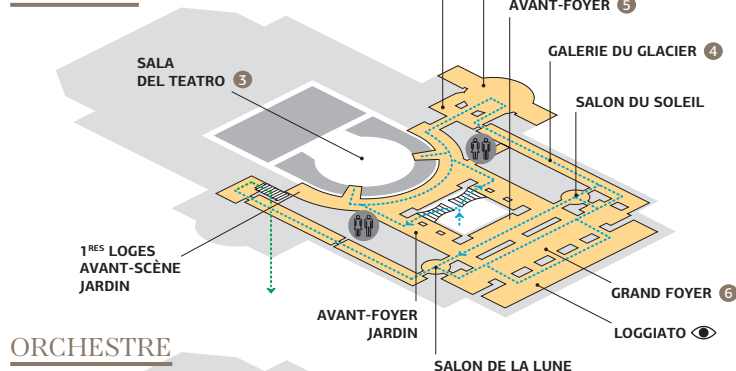 AVANT-FOYER 5
GALERIE DU GLACIER 4
SALA
DEL TEATRO 3
SALON DU SOLEIL
1RES LOGES
AVANT-SCÈNE
JARDIN
GRAND FOYER 6
AVANT-FOYER
JARDIN
LOGGIATO
SALON DE LA LUNE
ORCHESTRE